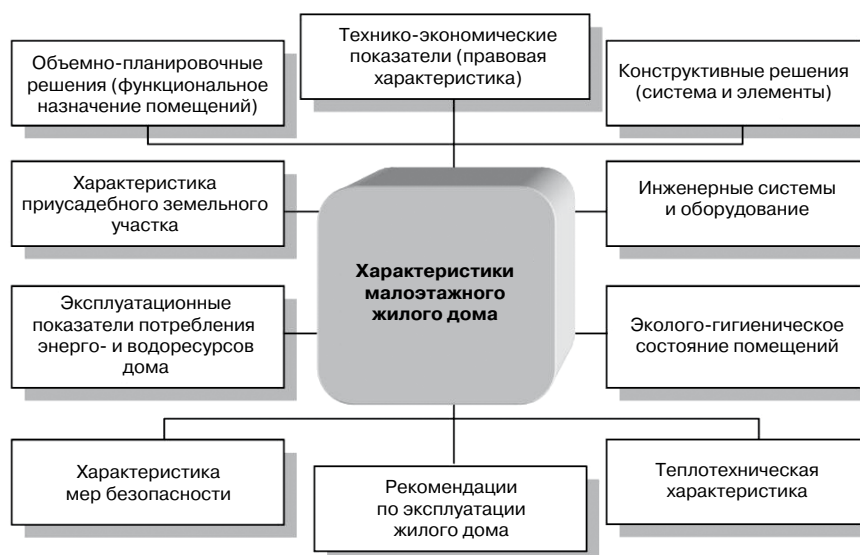 Объемно-планировочные
решения (функциональное
назначение помещений)
Технико-экономические
показатели (правовая
характеристика)
Конструктивные решения
(система и элементы)
Характеристика
приусадебного земельного
участка
Инженерные системы
и оборудование
Характеристики
малоэтажного
жилого дома
Эксплуатационные
показатели потребления
энерго- и водоресурсов
дома
Эколого-гигиеническое
состояние помещений
Характеристика
мер безопасности
Рекомендации
по эксплуатации
жилого дома
Теплотехническая
характеристика